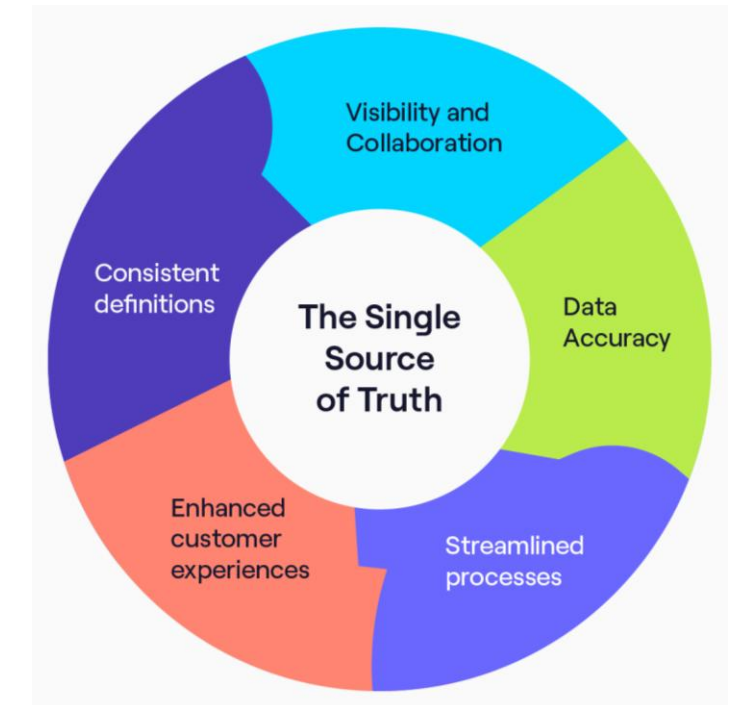 Visibility and
Collaboration
Consistent
definitions
The Single
Source
of Truth
Data
Accuracy
Enhanced
customer
experiences
Streamlined
processes